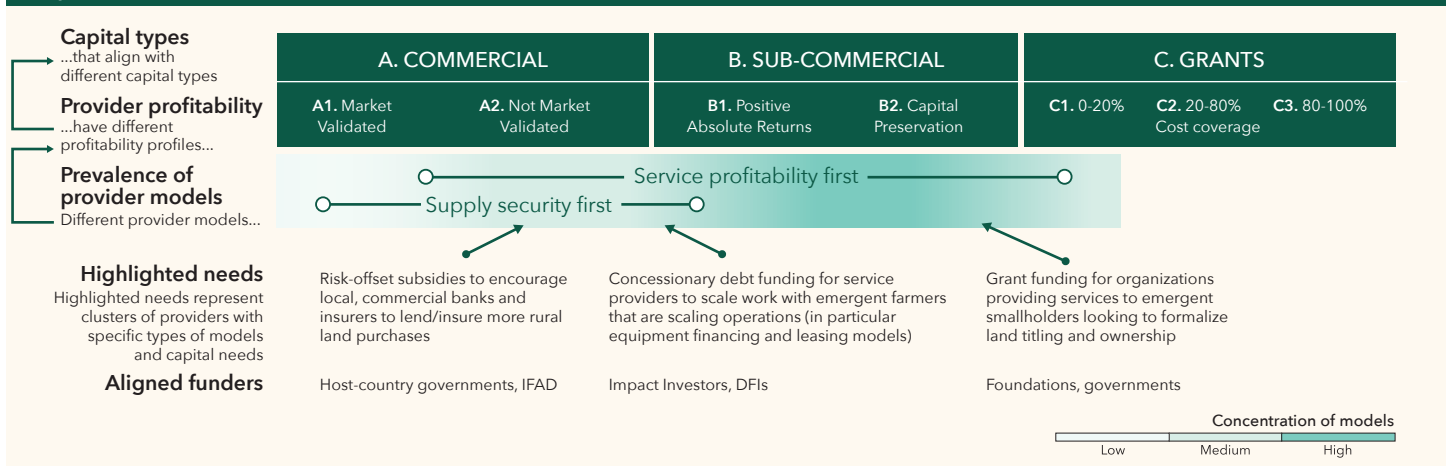 Capital types
...that align with
different capital types
A. COMMERCIAL
B. SUB-COMMERCIAL
C. GRANTS
Provider profitability
...have different
profitability profiles...
A1. Market
Validated
A2. Not Market
Validated
B1. Positive
Absolute Returns
B2. Capital
Preservation
C1. 0-20%
C2. 20-80%
C3. 80-100%
Cost coverage
Prevalence of
provider models
Different provider models...
Service profitability first
Supply security first
Highlighted needs
Highlighted needs represent
clusters of providers with
specific types of models
and capital needs
Risk-offset subsidies to encourage
local, commercial banks and
insurers to lend/insure more rural
land purchases
Concessionary debt funding for service
providers to scale work with emergent farmers
that are scaling operations (in particular
equipment financing and leasing models)
Grant funding for organizations
providing services to emergent
smallholders looking to formalize
land titling and ownership
Aligned funders
Host-country governments, IFAD
Impact Investors, DFIs
Foundations, governments
Concentration of models
Low
Medium
High